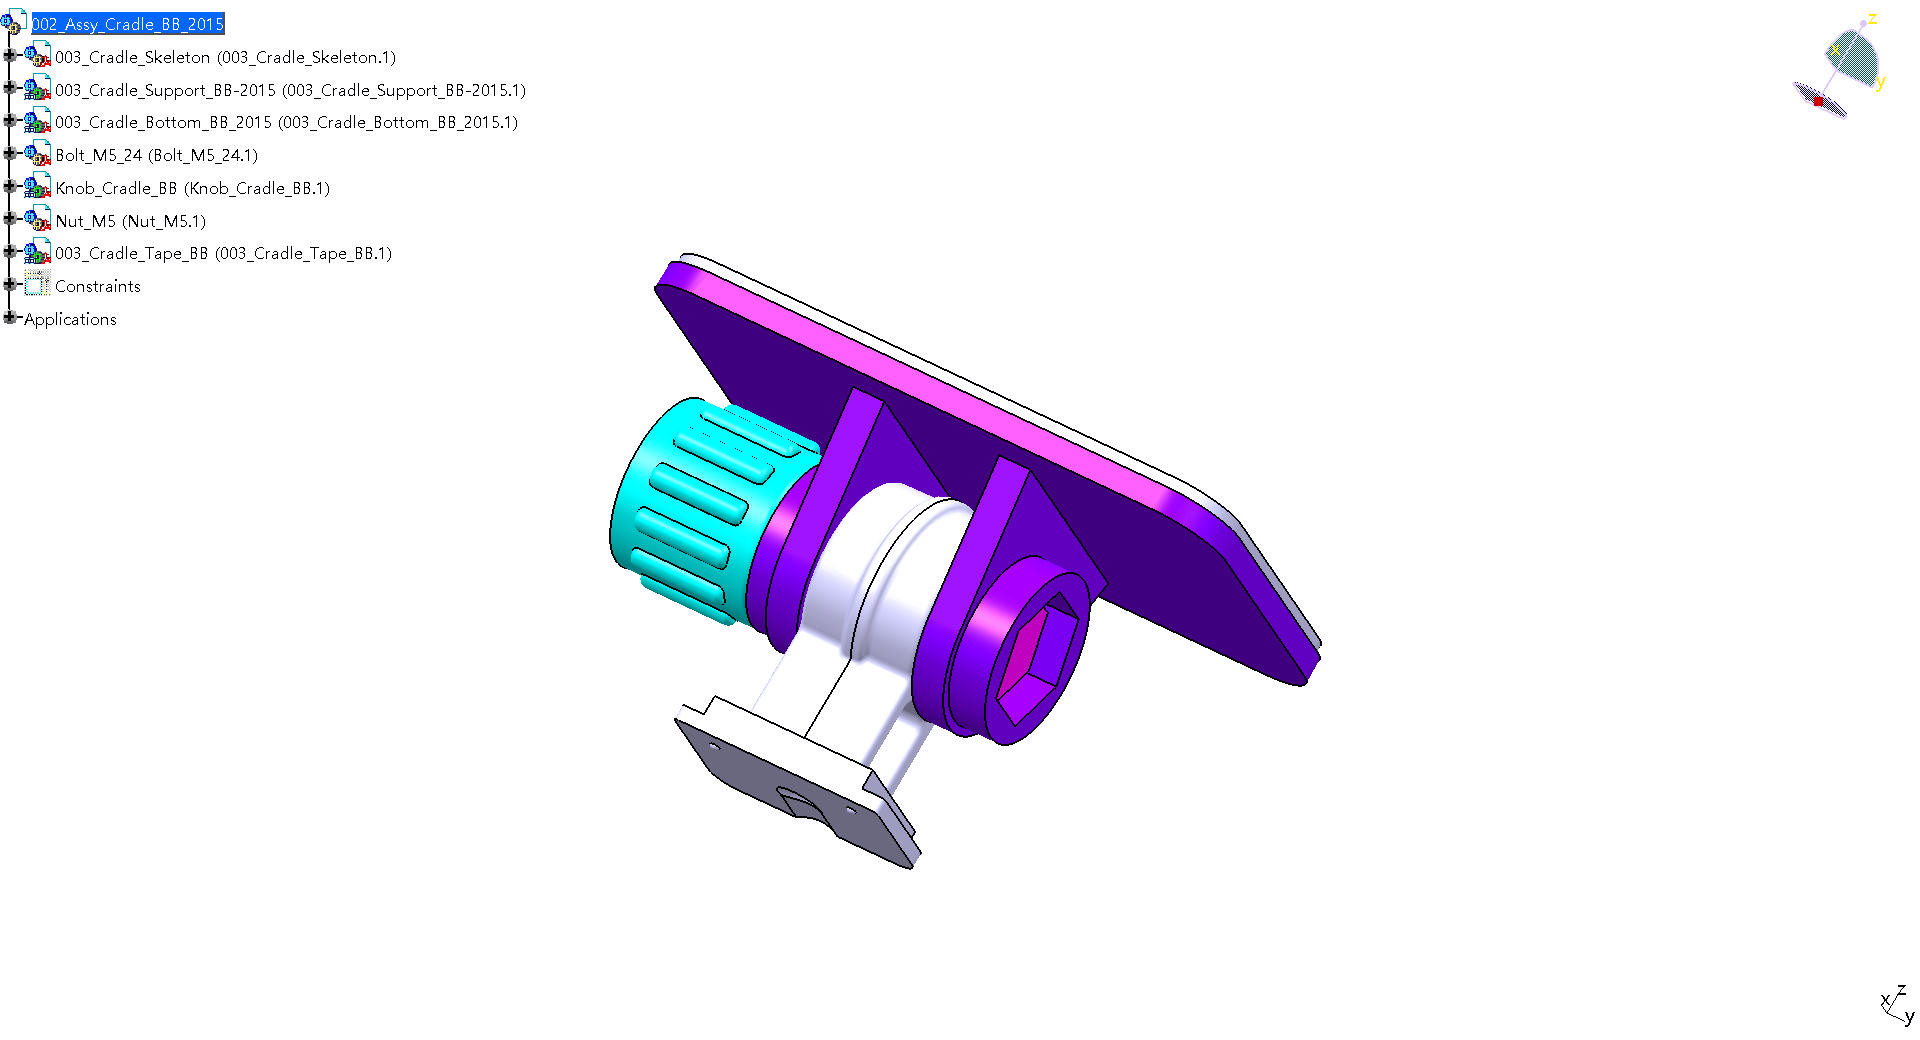 002_Assy_Cradle_BB_2015
003_Cradle_Skeleton (003_Cradle_Skeleton.1)
003_Cradle_Support_BB-2015 (003_Cradle_Support_BB-2015.1)
003_Cradle_Bottom_BB_2015 (003_Cradle_Bottom_BB_2015.1)
Bolt_M5_24 (Bolt_M5_24.1)
Knob_Cradle_BB (Knob_Cradle_BB.1)
Nut_M5 (Nut_M5.1)
003_Cradle_Tape_BB (003_Cradle_Tape_BB.1)
Constraints
Applications
z
x
y
z
x
y